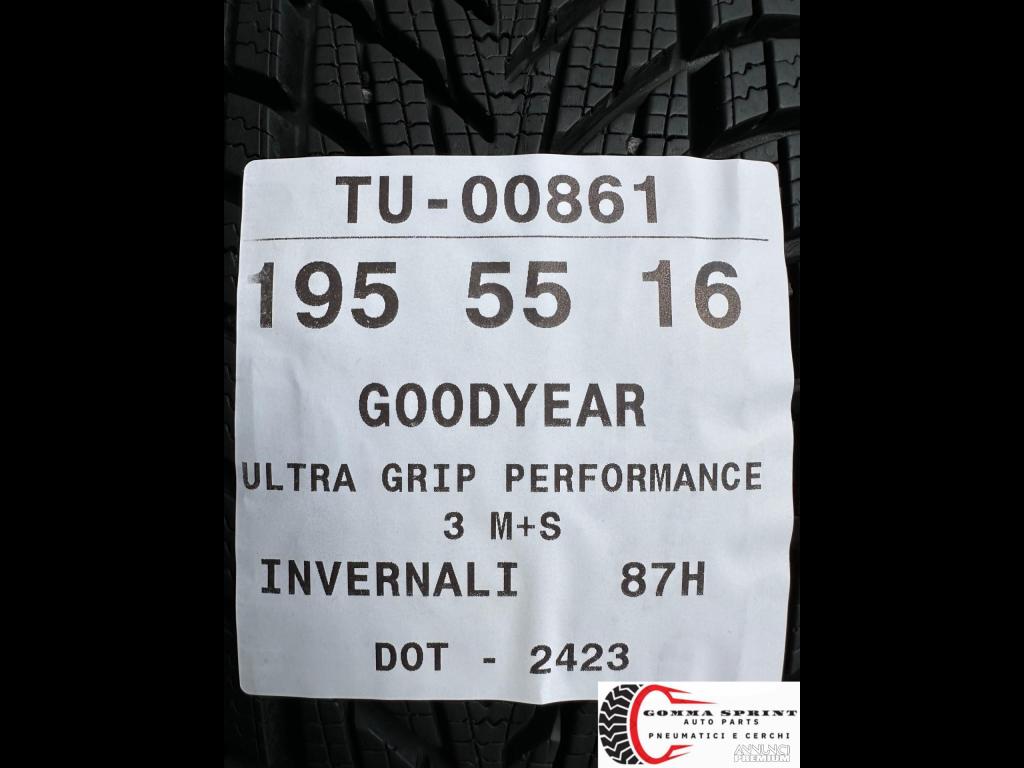 TU-00861
195 55 16
GOODYEAR
ULTRA GRIP PERFORMANCE
3 M+S
INVERNALI 87H
DOT - 2423
GOMMA SPRINT
AUTO PARTS
PNEUMATICI E CERCHI
ANNUNCI
PREMIUM